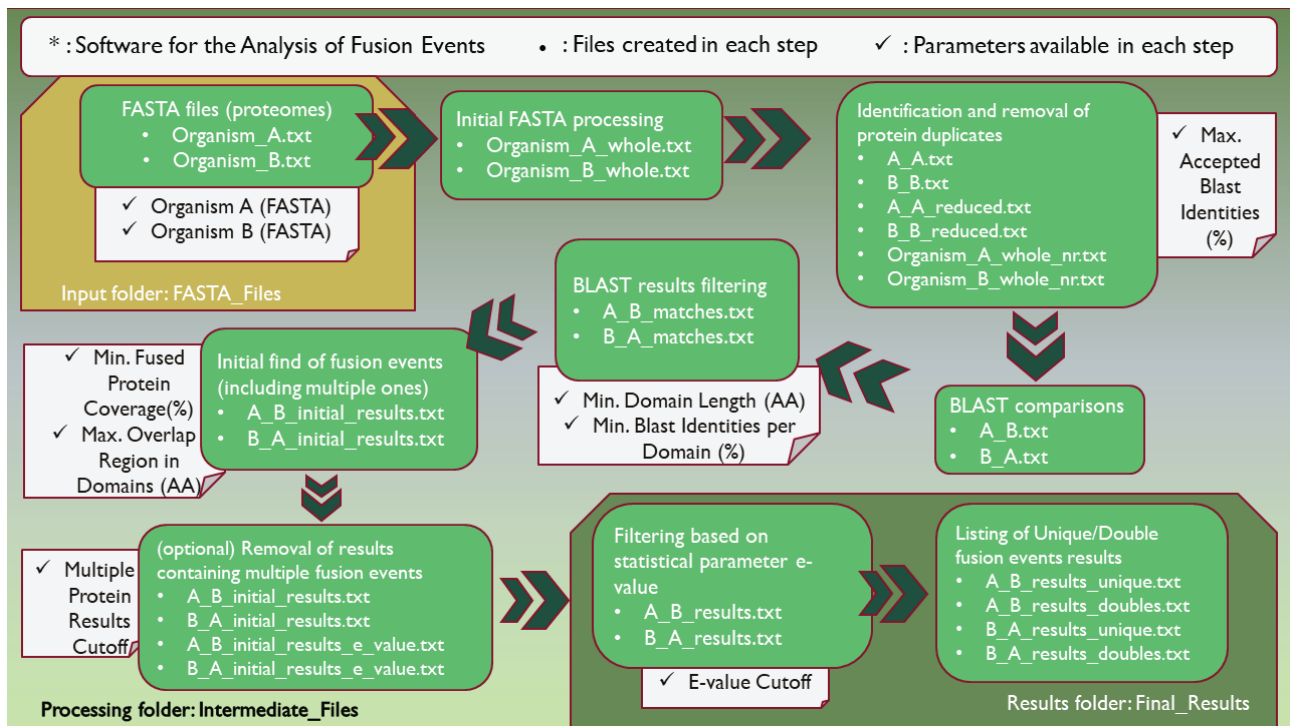 * : Software for the Analysis of Fusion Events
• : Files created in each step
✓ : Parameters available in each step
FASTA files (proteomes)
• Organism_A.txt
• Organism_B.txt
✓ Organism A (FASTA)
✓ Organism B (FASTA)
Input folder: FASTA_Files
Initial FASTA processing
• Organism_A_whole.txt
• Organism_B_whole.txt
Identification and removal of
protein duplicates
• A_A.txt
• B_B.txt
• A_A_reduced.txt
• B_B_reduced.txt
• Organism_A_whole_nr.txt
• Organism_B_whole_nr.txt
✓ Max.
Accepted
Blast
Identities
(%)
BLAST comparisons
• A_B.txt
• B_A.txt
BLAST results filtering
• A_B_matches.txt
• B_A_matches.txt
✓ Min. Domain Length (AA)
✓ Min. Blast Identities per
Domain (%)
Initial find of fusion events
(including multiple ones)
• A_B_initial_results.txt
• B_A_initial_results.txt
✓ Min. Fused
Protein
Coverage(%)
✓ Max. Overlap
Region in
Domains (AA)
(optional) Removal of results
containing multiple fusion events
• A_B_initial_results.txt
• B_A_initial_results.txt
• A_B_initial_results_e_value.txt
• B_A_initial_results_e_value.txt
✓ Multiple
Protein
Results
Cutoff
Filtering based on
statistical parameter e-
value
• A_B_results.txt
• B_A_results.txt
✓ E-value Cutoff
Listing of Unique/Double
fusion events results
• A_B_results_unique.txt
• A_B_results_doubles.txt
• B_A_results_unique.txt
• B_A_results_doubles.txt
Results folder: Final_Results
Processing folder: Intermediate_Files